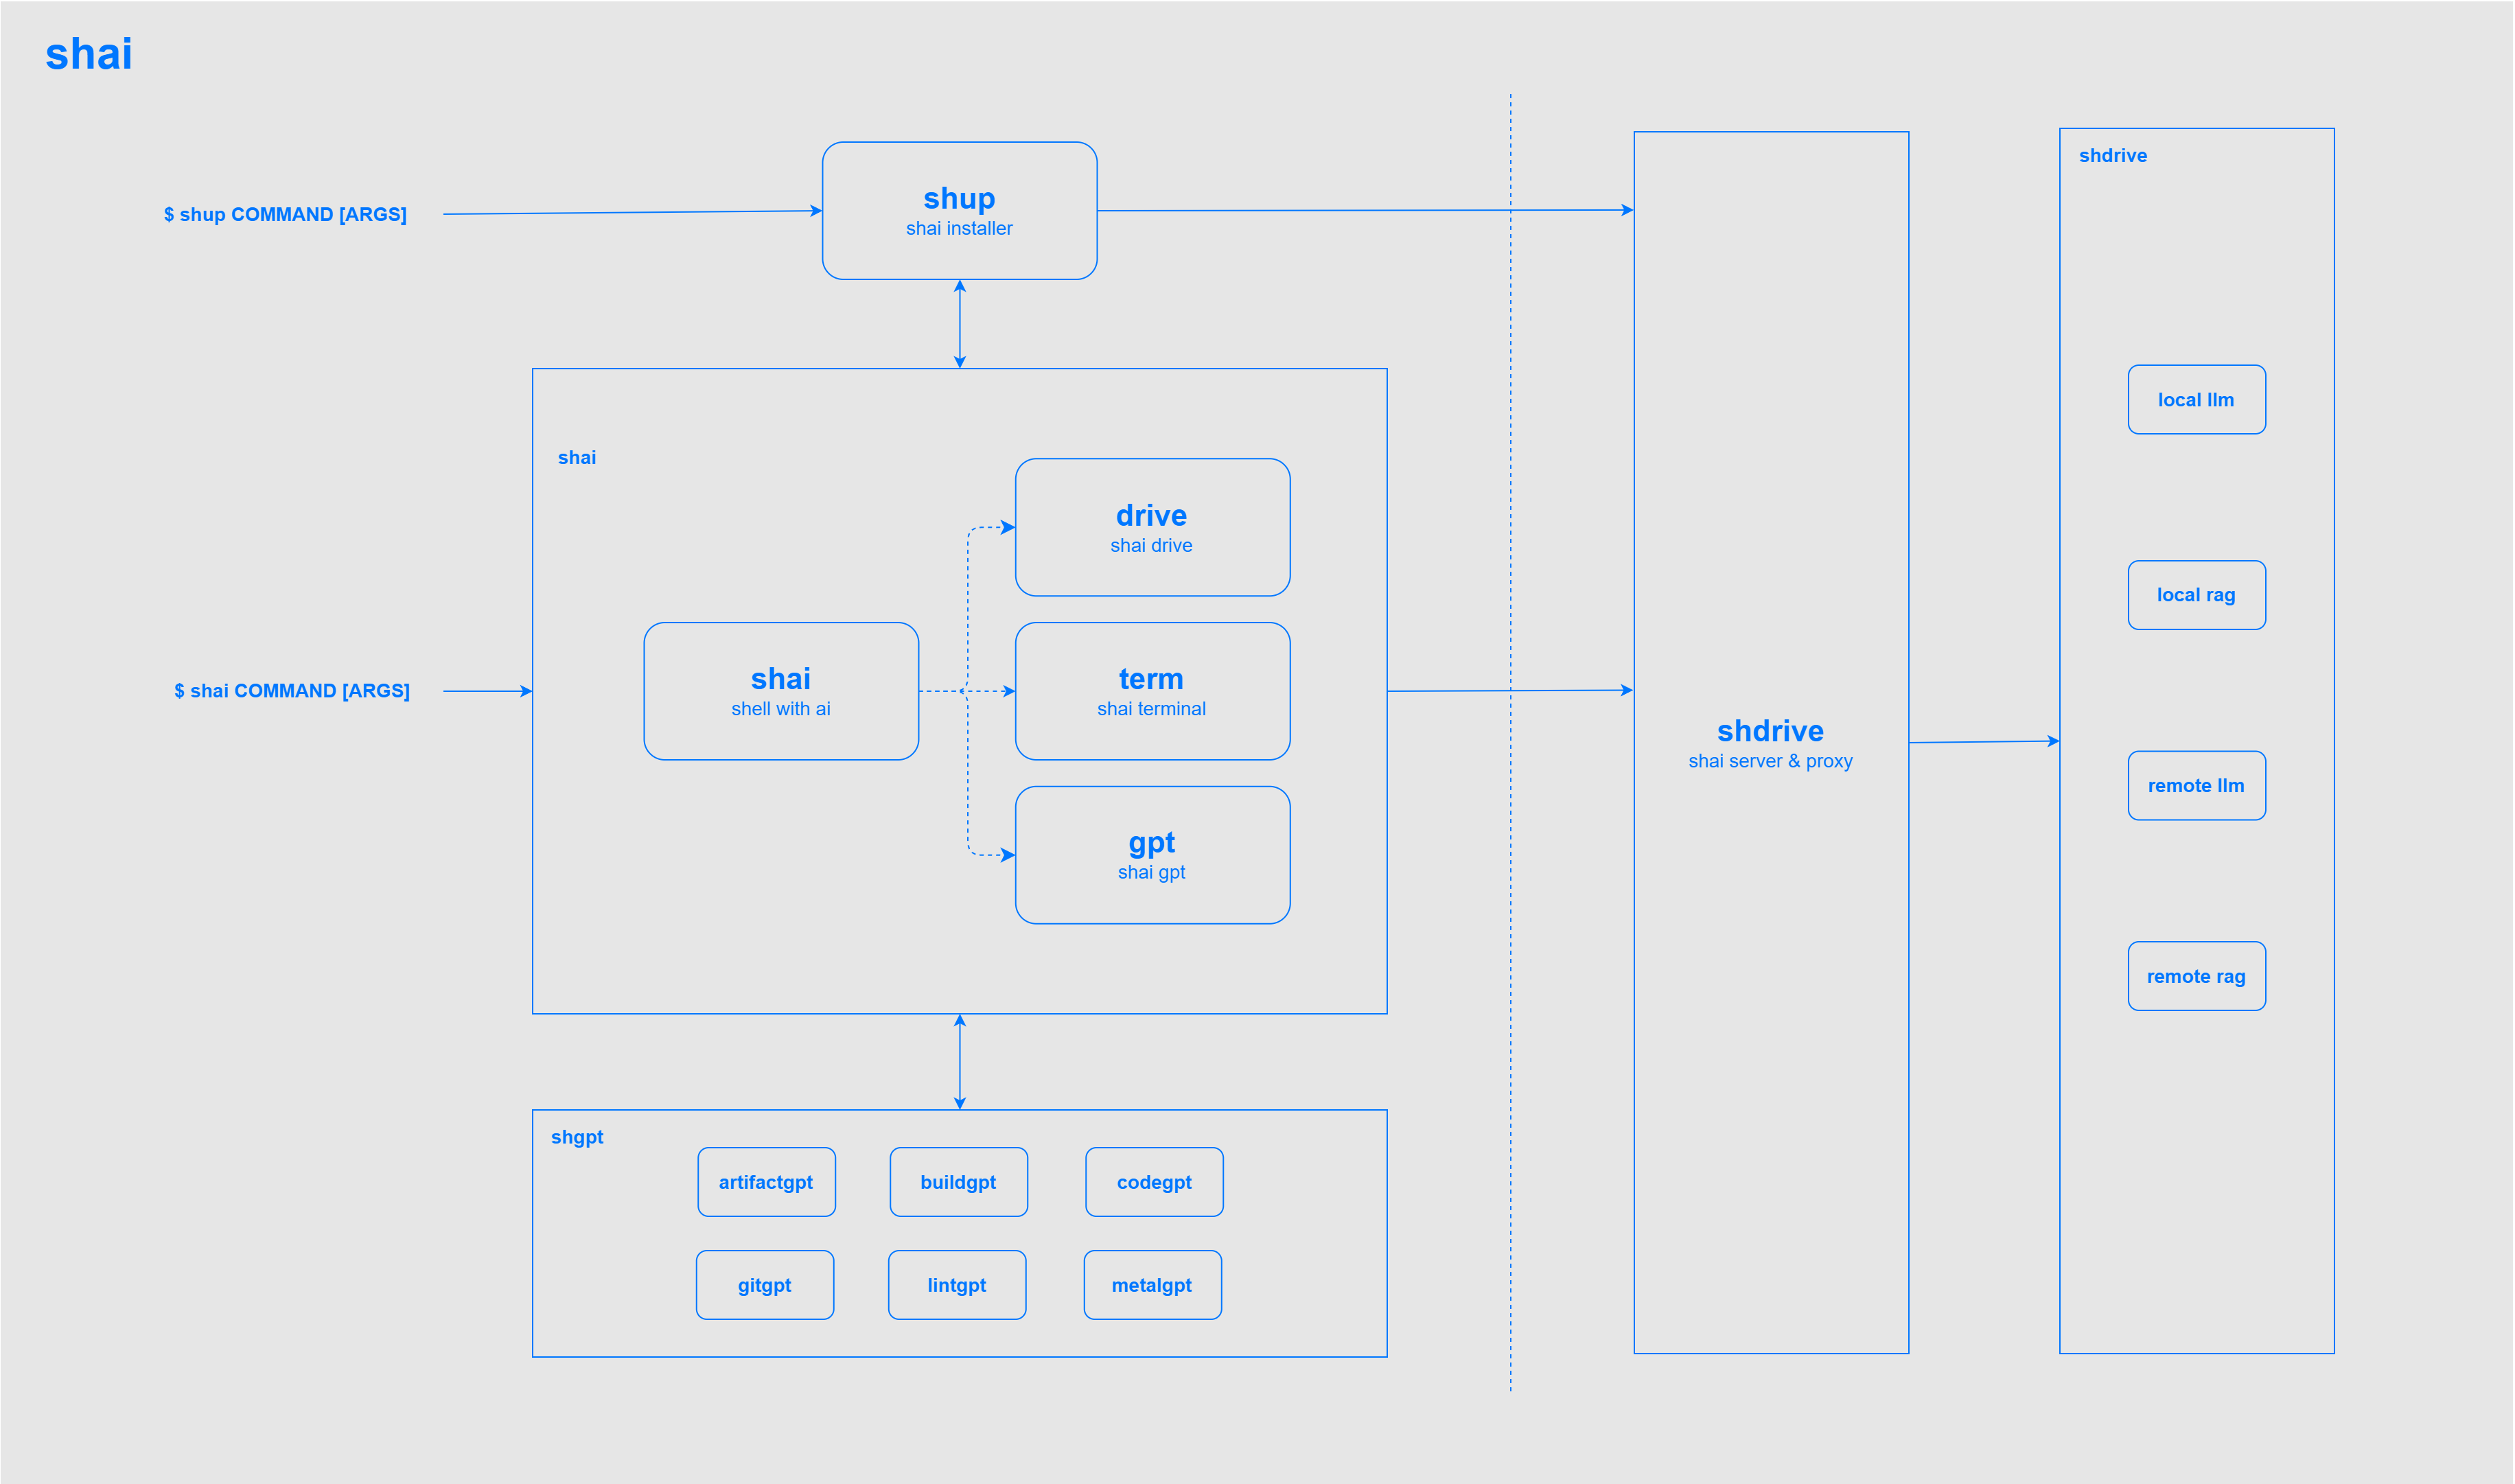 shai
$ shup COMMAND [ARGS]
shup
shai installer
$ shai COMMAND [ARGS]
shai
shai
shell with ai
drive
shai drive
term
shai terminal
gpt
shai gpt
shgpt
artifactgpt
buildgpt
codegpt
gitgpt
lintgpt
metalgpt
shdrive
shai server & proxy
shdrive
local llm
local rag
remote llm
remote rag